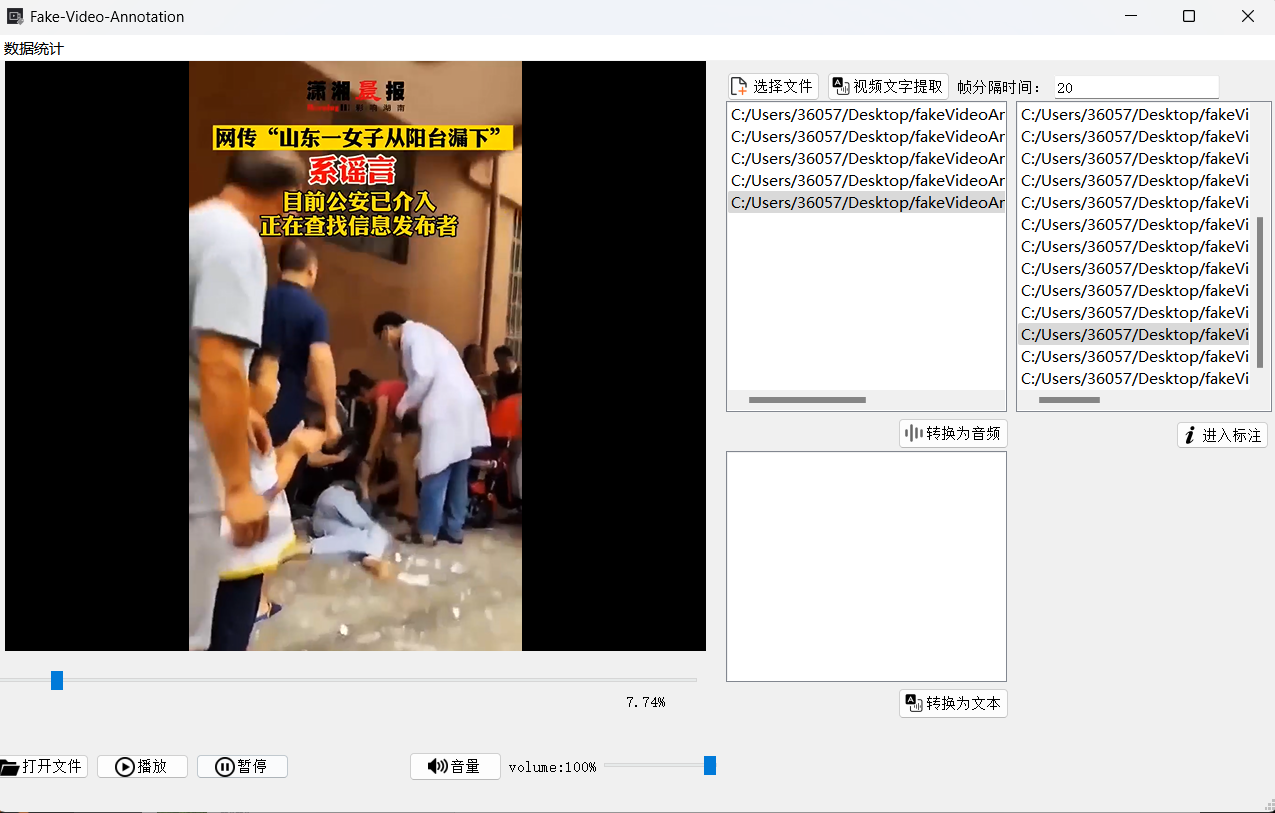 Fake-Video-Annotation
数据统计
潇湘晨报
影响湖南
网传“山东一女子从阳台漏下”
系谣言
目前公安已介入
正在查找信息发布者
7.74%
打开文件
播放
暂停
音量
volume:100%
选择文件
视频文字提取
帧分隔时间：
20
C:/Users/36057/Desktop/fakeVideoAr
C:/Users/36057/Desktop/fakeVideoAr
C:/Users/36057/Desktop/fakeVideoAr
C:/Users/36057/Desktop/fakeVideoAr
C:/Users/36057/Desktop/fakeVideoAr
C:/Users/36057/Desktop/fakeVi
C:/Users/36057/Desktop/fakeVi
C:/Users/36057/Desktop/fakeVi
C:/Users/36057/Desktop/fakeVi
C:/Users/36057/Desktop/fakeVi
C:/Users/36057/Desktop/fakeVi
C:/Users/36057/Desktop/fakeVi
C:/Users/36057/Desktop/fakeVi
C:/Users/36057/Desktop/fakeVi
C:/Users/36057/Desktop/fakeVi
C:/Users/36057/Desktop/fakeVi
C:/Users/36057/Desktop/fakeVi
C:/Users/36057/Desktop/fakeVi
转换为音频
进入标注
转换为文本